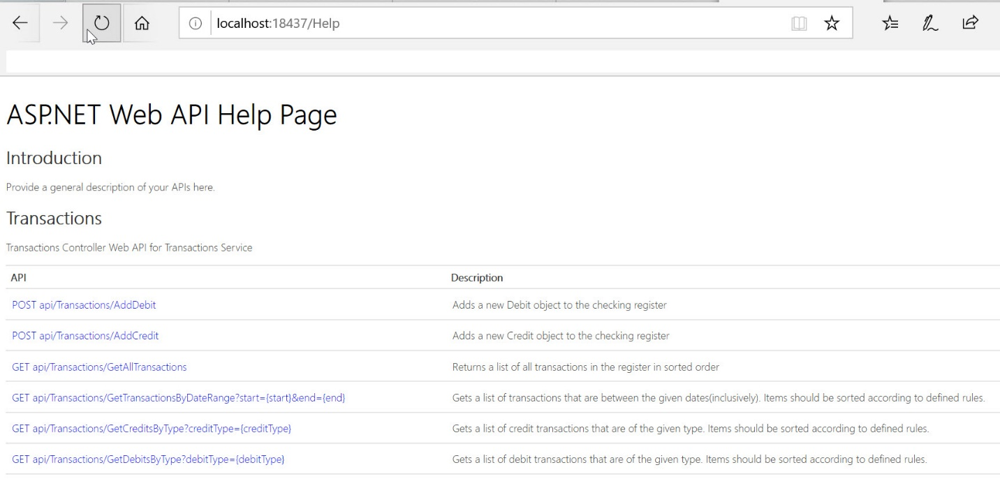 localhost:18437/Help
ASP.NET Web API Help Page
Introduction
Provide a general description of your APIs here.
Transactions
Transactions Controller Web API for Transactions Service
API Description
POST api/Transactions/AddDebit Adds a new Debit object to the checking register
POST api/Transactions/AddCredit Adds a new Credit object to the checking register
GET api/Transactions/GetAllTransactions Returns a list of all transactions in the register in sorted order
GET api/Transactions/GetTransactionsByDateRange?start={start}&end={end} Gets a list of transactions that are between the given dates(inclusively). Items should be sorted according to defined rules.
GET api/Transactions/GetCreditsByType?creditType={creditType} Gets a list of credit transactions that are of the given type. Items should be sorted according to defined rules.
GET api/Transactions/GetDebitsByType?debitType={debitType} Gets a list of debit transactions that are of the given type. Items should be sorted according to defined rules.